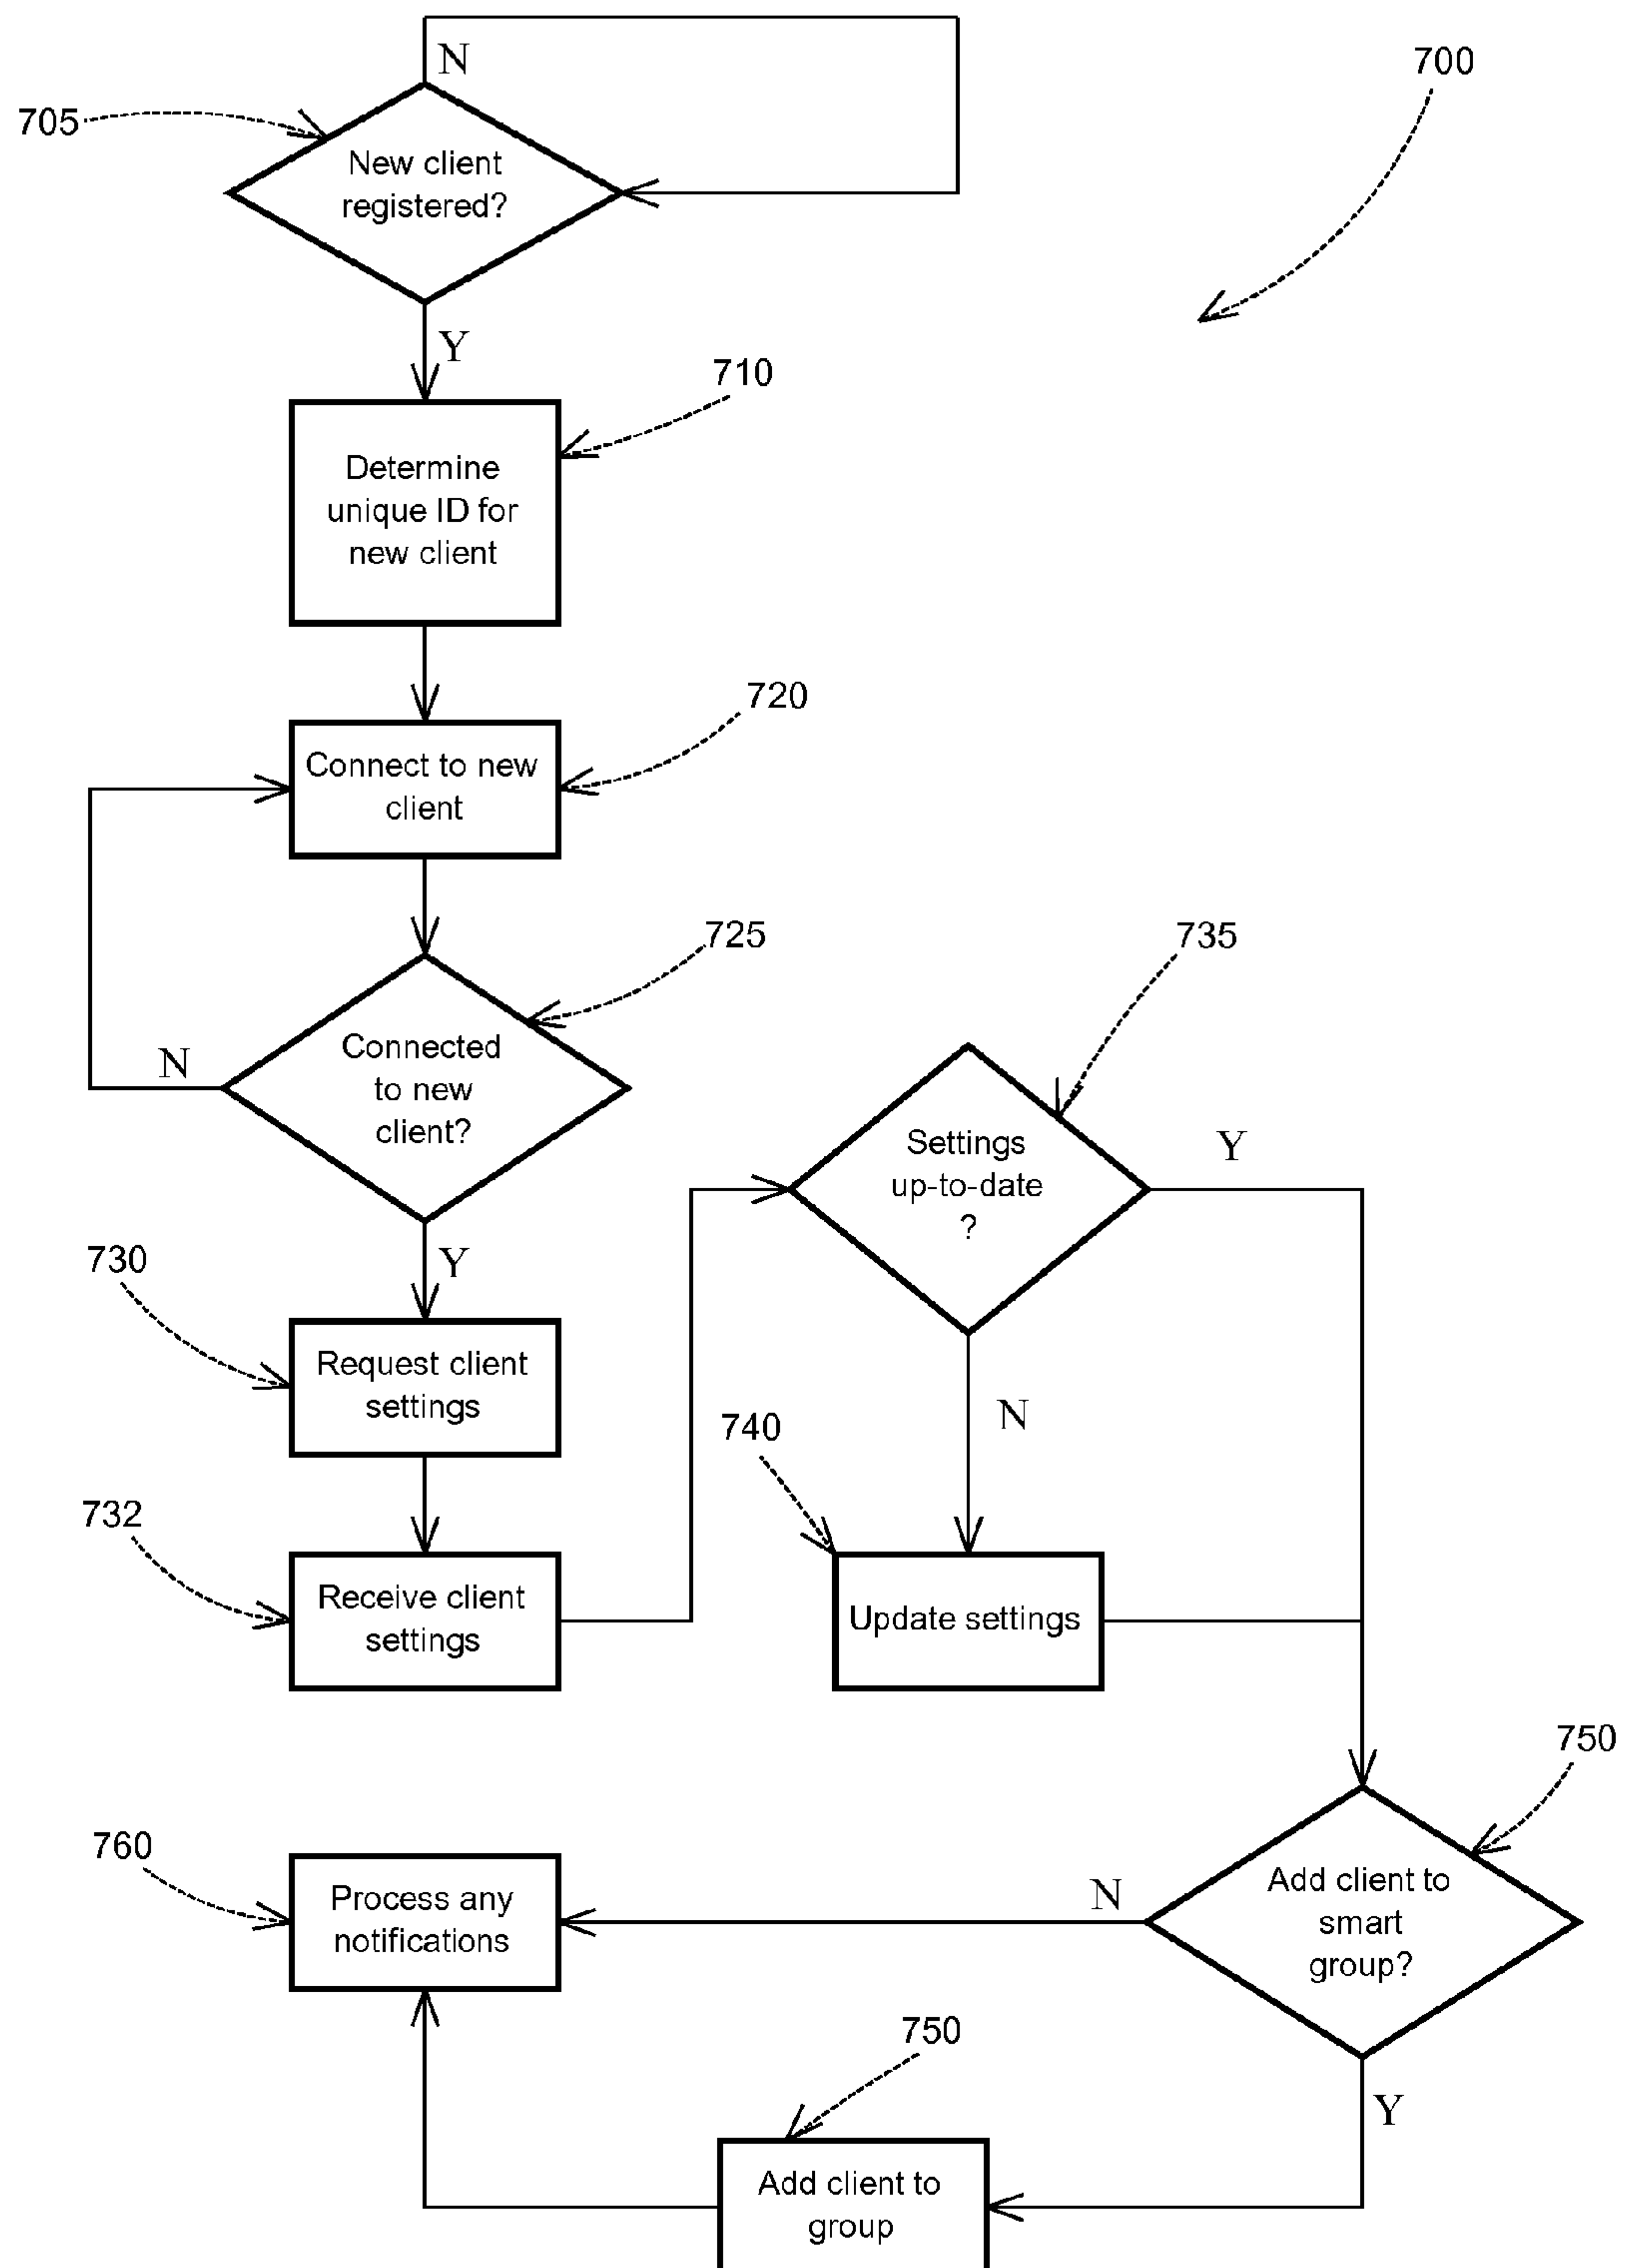 N
700
705
New client
registered?
Y
710
Determine
unique ID for
new client
720
Connect to new
client
725
735
N
Connected
to new
client?
Settings
up-to-date
?
Y
730
Y
Request client
settings
N
740
732
Receive client
settings
Update settings
750
760
Process any
notifications
N
Add client to
smart
group?
750
Y
Add client to
group